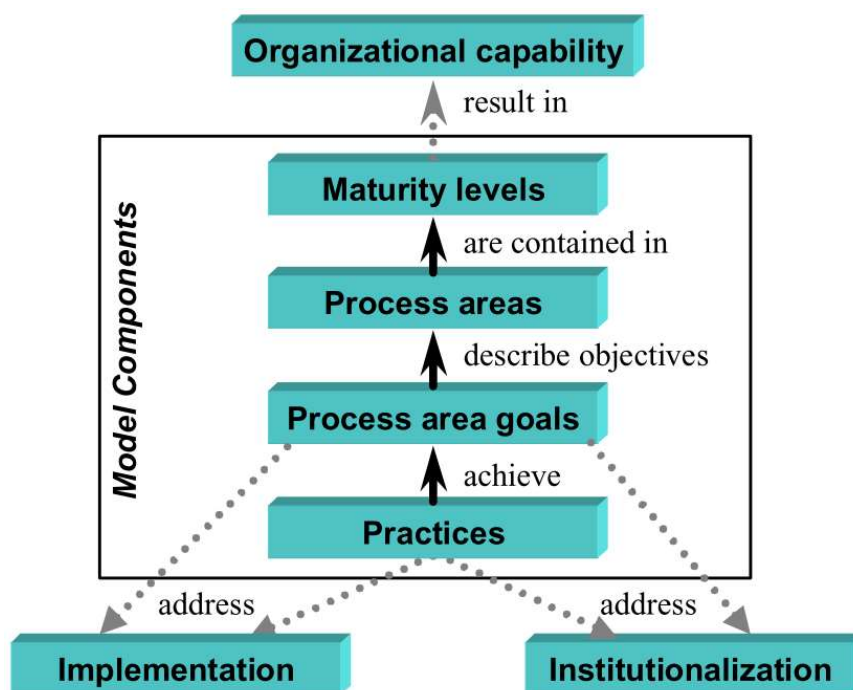 Organizational capability
result in
Maturity levels
are contained in
Process areas
describe objectives
Process area goals
achieve
Practices
Model Components
address
address
Implementation
Institutionalization